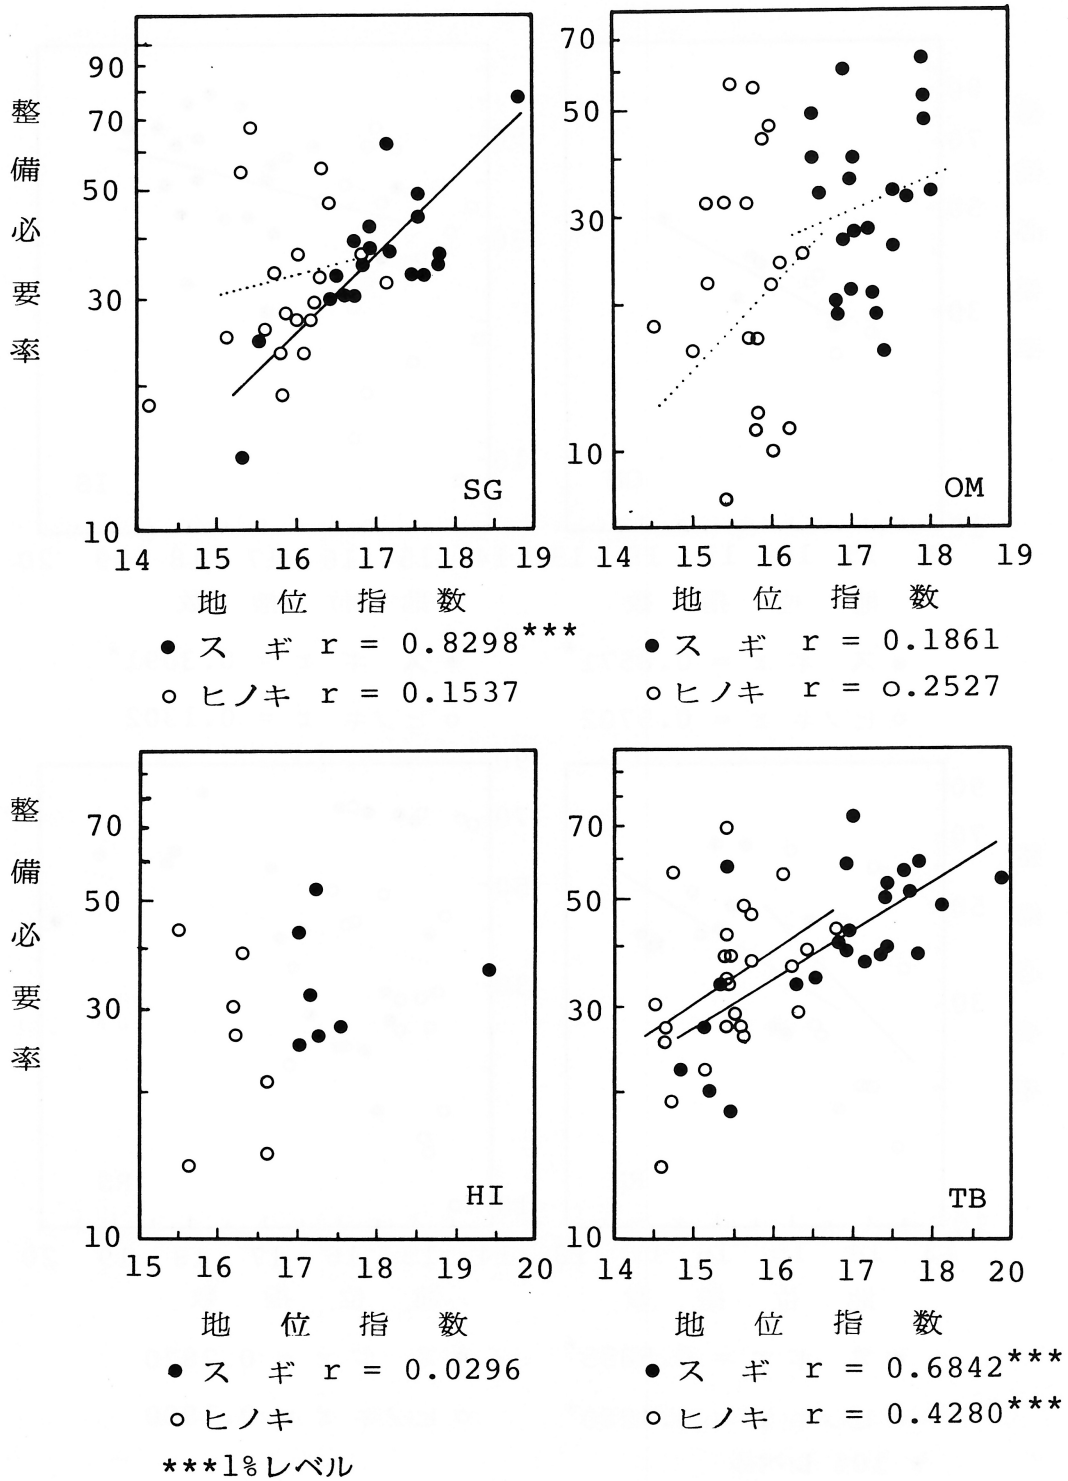 整備必要率
90
70
50
30
10
SG
14 15 16 17 18 19
地位指数
● スギ r = 0.8298***
○ ヒノキ r = 0.1537
70
50
30
10
OM
14 15 16 17 18 19
地位指数
● スギ r = 0.1861
○ ヒノキ r = 0.2527
整備必要率
70
50
30
10
HI
15 16 17 18 19 20
地位指数
● スギ r = 0.0296
○ ヒノキ
***1%レベル
70
50
30
10
TB
14 15 16 17 18 20
地位指数
● スギ r = 0.6842***
○ ヒノキ r = 0.4280***